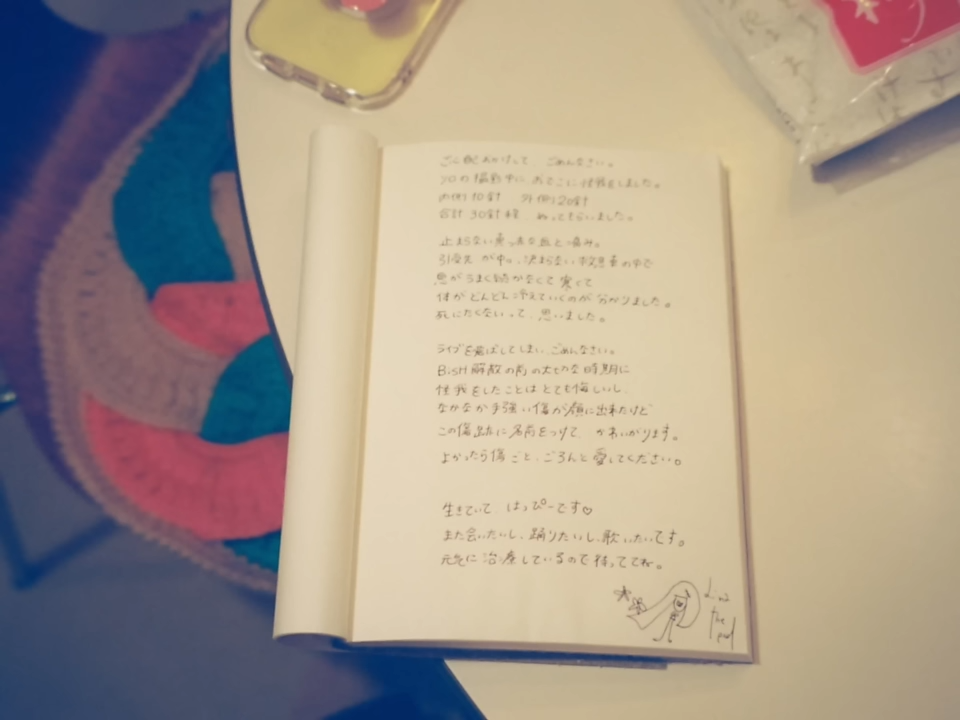 ご心配おかけして ごめんなさい。
ソロの撮影中に おでこに怪我をしました。
内側10針 外側20針
合計30針程 ぬってもらいました。
止まらない真っ赤な血と痛み。
引受先が中々決まらない救急車の中で
息がうまく続かなくて 寒くて
体がどんどん冷えていくのが分かりました。
死にたくないって、思いました。
ライブを飛ばしてしまい、ごめんなさい。
BiSH解散の前の大切な時期に
怪我をしたことはとても悔しいし
なかなか手強い傷が顔に出来たけど
この傷跡に名前をつけて、かわいがります。
よかったら傷ごと、ごろんと愛してください。
生きていて、はっぴーです♡
また会いたいし、踊りたいし、歌いたいです。
元気に治療しているので待っててね。
the